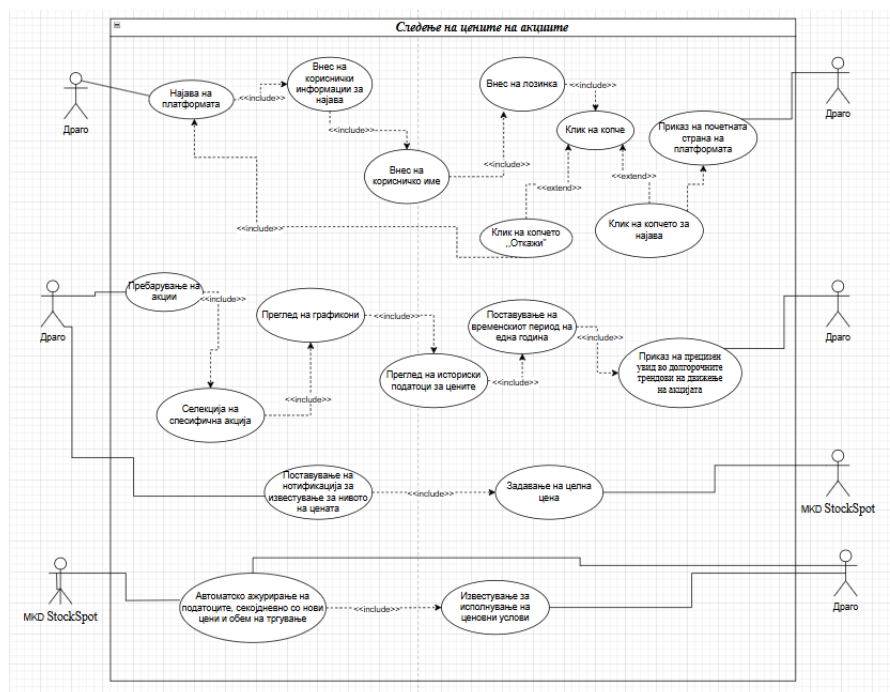 Следење на цените на акциите
Драго
Најава на
платформата
<<include>>
Внес на
кориснички
информации за
најава
<<include>>
Внес на
корисничко име
<<include>>
Внес на лозинка
<<include>>
Клик на копче
<<extend>>
<<extend>>
Приказ на почетната
страна на
платформата
Драго
Клик на копчето
,,Откажи"
<<include>>
Клик на копчето за
најава
Драго
Пребарување на
акции
<<include>>
Селекција на
спесифична акција
<<include>>
Преглед на графикони
<<include>>
Преглед на историски
податоци за цените
<<include>>
Поставување на
временскиот период на
една година
<<include>>
Приказ на прецизен
увид во долгорочните
трендови на движење
на акцијата
Драго
Поставување на
нотификација за
известување за нивото
на цената
<<include>>
Задавање на целна
цена
MKD StockSpot
MKD StockSpot
Автоматско ажурирање на
податоците, секојдневно со нови
цени и обем на тргување
<<include>>
Известување за
исполнување на
ценовни услови
Драго